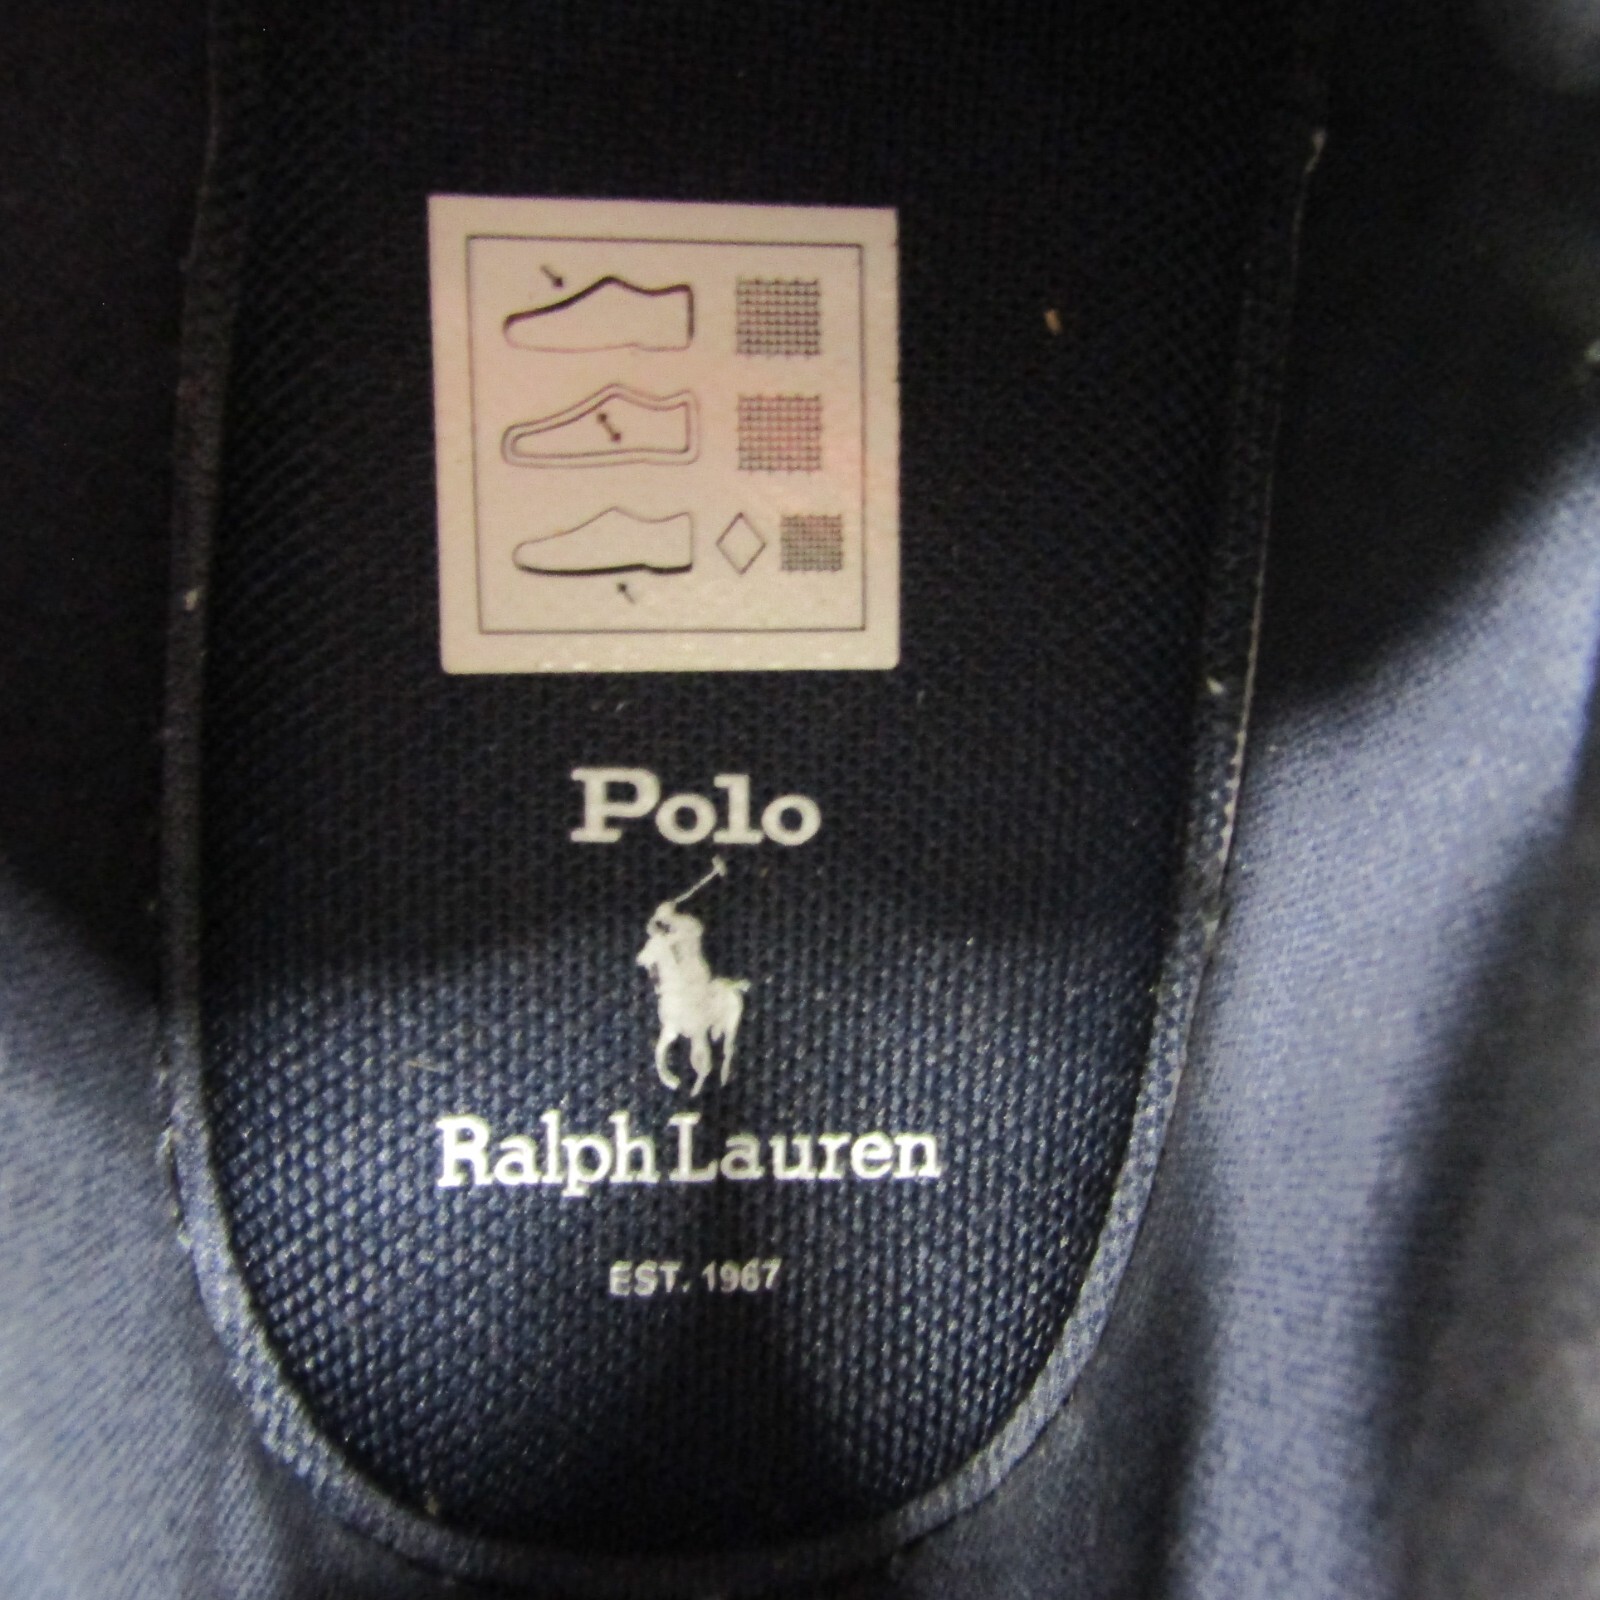 Polo
Ralph Lauren
EST. 1967